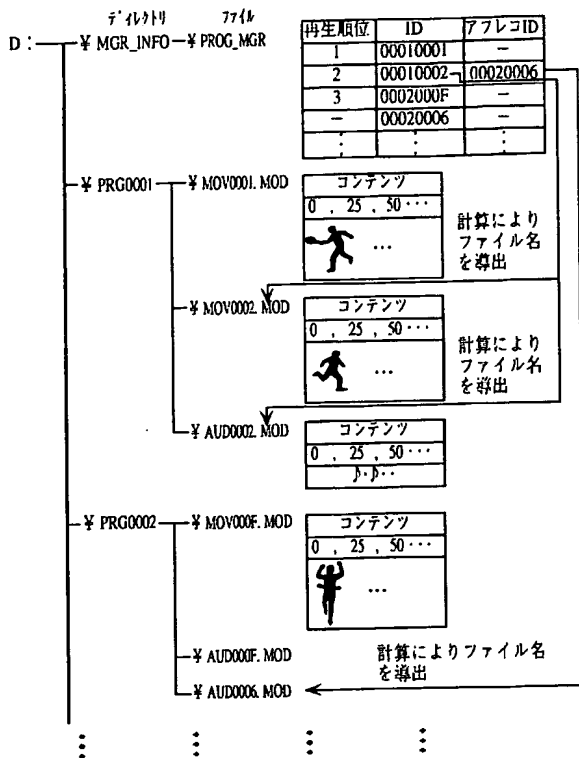 ディレクトリ ファイル
D： ¥ MGR_INFO ¥ PROG_MGR
再生順位 ID アフレコID
1 00010001 －
2 00010002 00020006
3 0002000F －
－ 00020006 －
⋮ ⋮ ⋮
¥ PRG0001 ¥ MOV0001.MOD
コンテンツ
0 , 25 , 50 ···
···
計算により
ファイル名
を導出
¥ MOV0002.MOD
コンテンツ
0 , 25 , 50 ···
···
計算により
ファイル名
を導出
¥ AUD0002.MOD
コンテンツ
0 , 25 , 50 ···
♪·♪··
¥ PRG0002 ¥ MOV000F.MOD
コンテンツ
0 , 25 , 50 ···
···
¥ AUD000F.MOD
計算によりファイル名
を導出
¥ AUD0006.MOD
⋮ ⋮ ⋮ ⋮